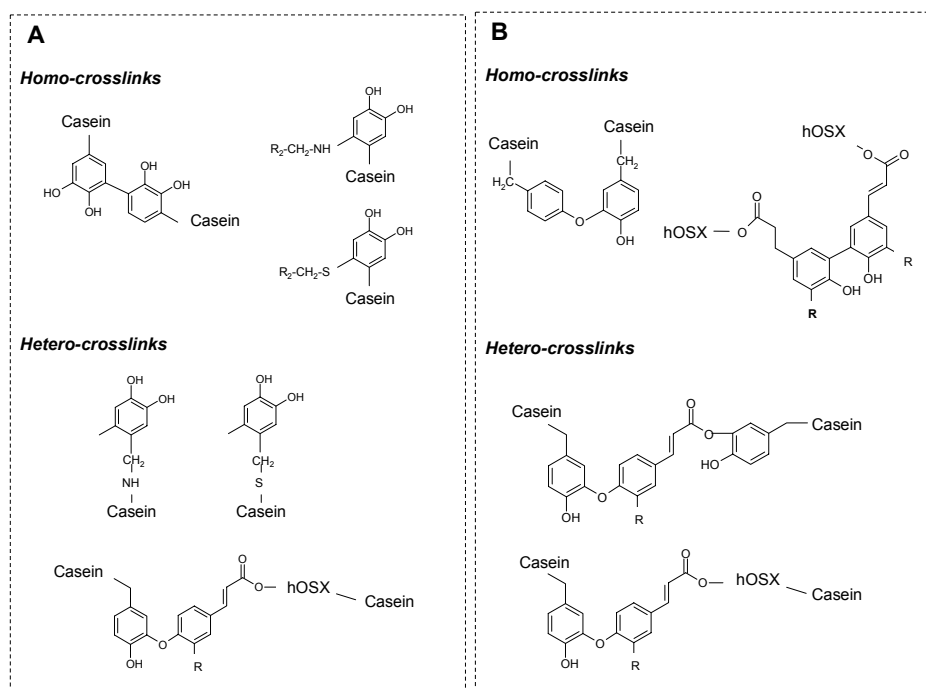 A
Homo-crosslinks
Casein
OH
OH
HO
OH
OH
OH
Casein
OH
OH
R2-CH2-NH
Casein
OH
OH
R2-CH2-S
Casein
Hetero-crosslinks
OH
OH
CH2
NH
Casein
OH
OH
CH2
S
Casein
Casein
O
O
hOSX
Casein
O
OH
R
B
Homo-crosslinks
Casein
H2C
O
Casein
CH2
OH
hOSX
O
O
hOSX
O
O
R
OH
OH
R
Hetero-crosslinks
Casein
O
O
Casein
HO
O
OH
R
Casein
O
O
hOSX
Casein
O
OH
R